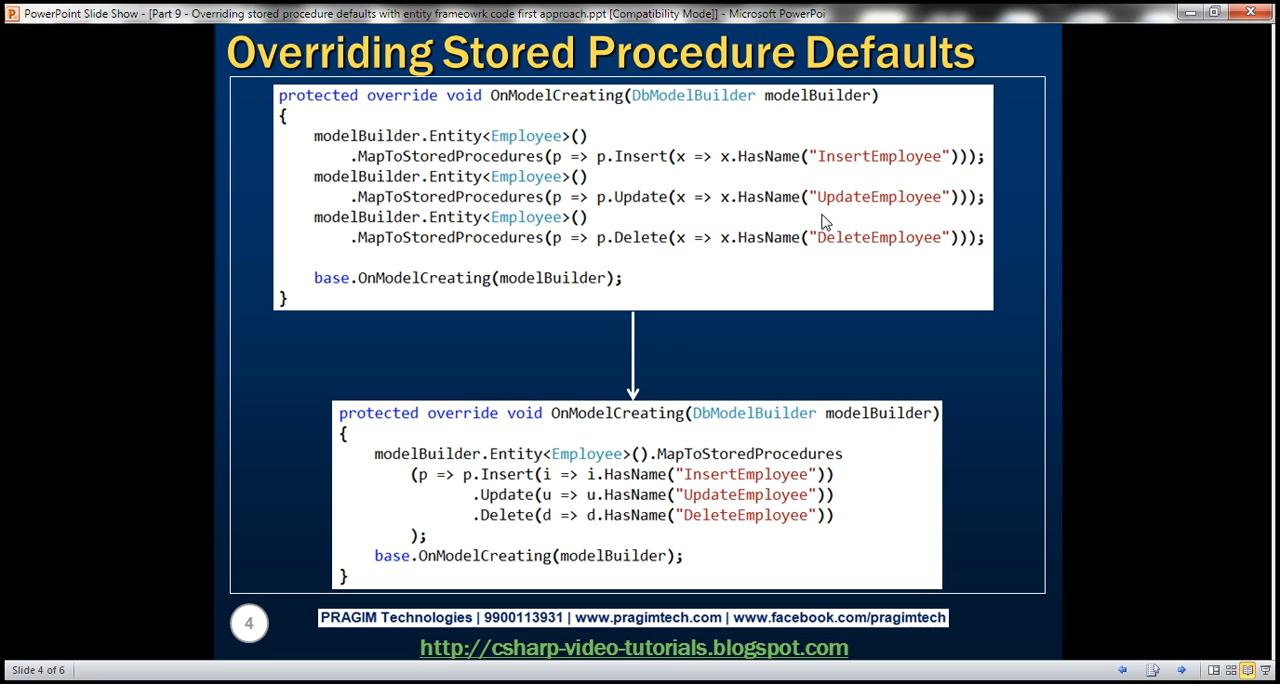 PowerPoint Slide Show - [Part 9 - Overriding stored procedure defaults with entity frameowrk code first approach.ppt [Compatibility Mode]] - Microsoft PowerPoi
Overriding Stored Procedure Defaults
protected override void OnModelCreating(DbModelBuilder modelBuilder)
{
    modelBuilder.Entity<Employee>()
        .MapToStoredProcedures(p => p.Insert(x => x.HasName("InsertEmployee")));
    modelBuilder.Entity<Employee>()
        .MapToStoredProcedures(p => p.Update(x => x.HasName("UpdateEmployee")));
    modelBuilder.Entity<Employee>()
        .MapToStoredProcedures(p => p.Delete(x => x.HasName("DeleteEmployee")));
    base.OnModelCreating(modelBuilder);
}
protected override void OnModelCreating(DbModelBuilder modelBuilder)
{
    modelBuilder.Entity<Employee>().MapToStoredProcedures
        (p => p.Insert(i => i.HasName("InsertEmployee"))
               .Update(u => u.HasName("UpdateEmployee"))
               .Delete(d => d.HasName("DeleteEmployee"))
        );
    base.OnModelCreating(modelBuilder);
}
4
PRAGIM Technologies | 9900113931 | www.pragimtech.com | www.facebook.com/pragimtech
http://csharp-video-tutorials.blogspot.com
Slide 4 of 6